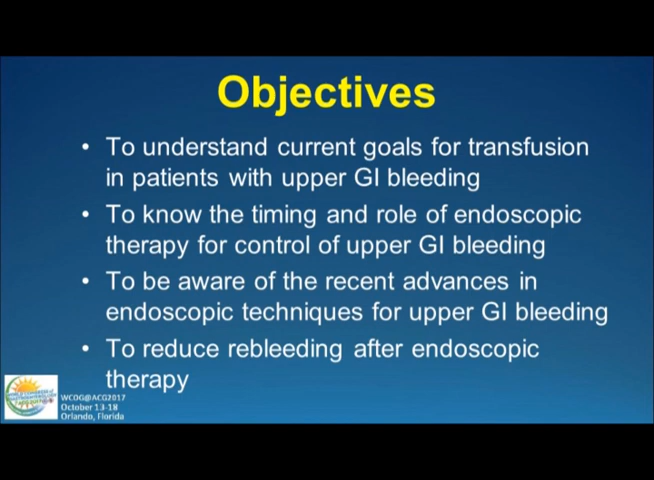 Objectives
• To understand current goals for transfusion
in patients with upper GI bleeding
• To know the timing and role of endoscopic
therapy for control of upper GI bleeding
• To be aware of the recent advances in
endoscopic techniques for upper GI bleeding
• To reduce rebleeding after endoscopic
therapy
WCOG@ACG2017
October 13-18
Orlando, Florida